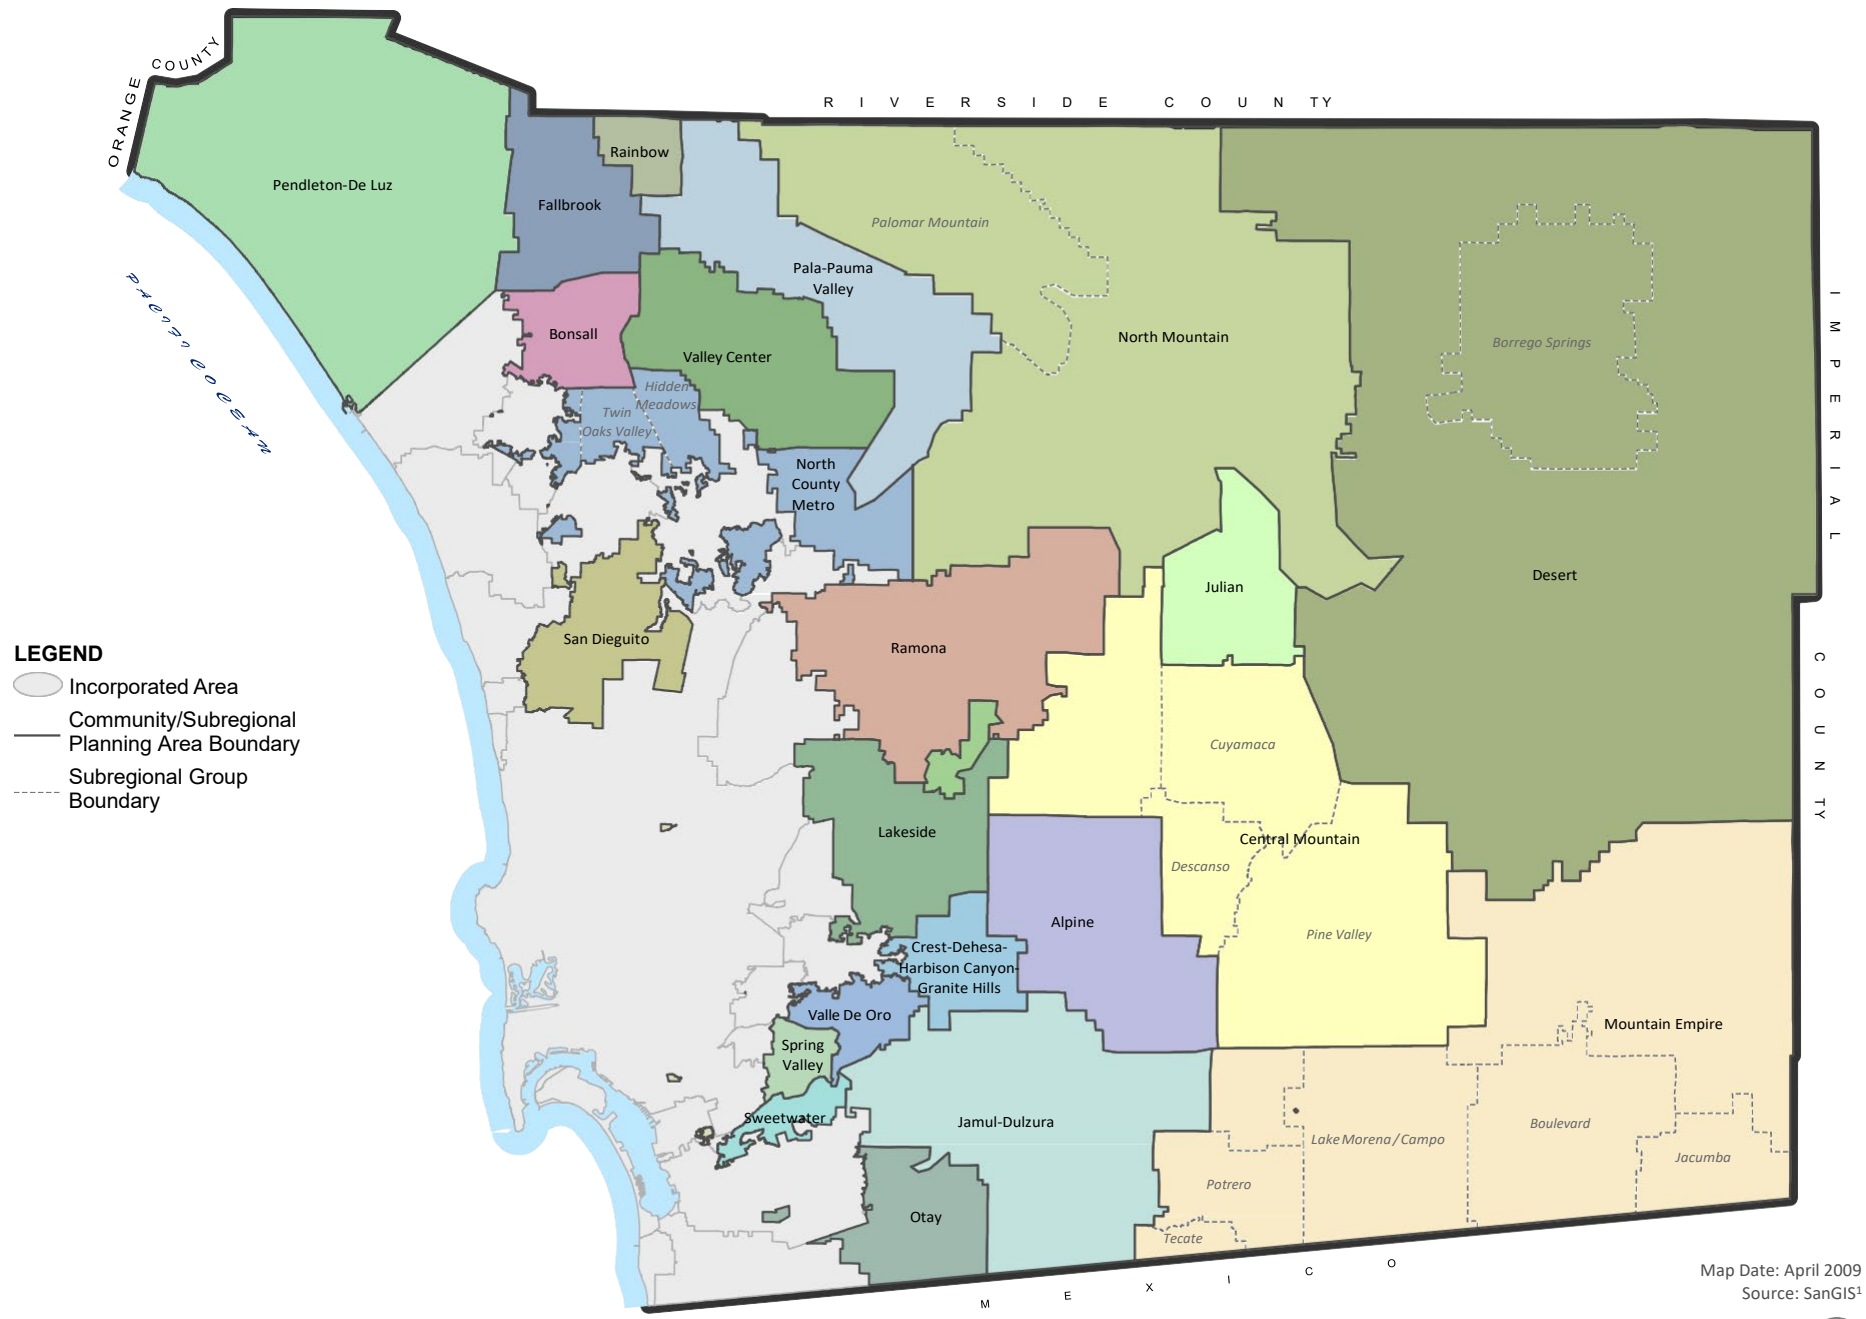 ORANGE COUNTY
RIVERSIDE COUNTY
Rainbow
Pendleton-De Luz
Fallbrook
Palomar Mountain
Pala-Pauma
Valley
PACIFIC OCEAN
IMPERIAL COUNTY
Bonsall
North Mountain
Borrego Springs
Valley Center
Hidden
Meadows
Twin
Oaks Valley
North
County
Metro
Desert
Julian
San Dieguito
Ramona
LEGEND
Incorporated Area
Community/Subregional
Planning Area Boundary
Subregional Group
Boundary
Cuyamaca
Lakeside
Central Mountain
Descanso
Alpine
Pine Valley
Crest-Dehesa-
Harbison Canyon-
Granite Hills
Valle De Oro
Mountain Empire
Spring
Valley
Sweetwater
Jamul-Dulzura
Lake Morena / Campo
Boulevard
Jacumba
Potrero
Otay
Tecate
MEXICO
Map Date: April 2009
Source: SanGIS¹